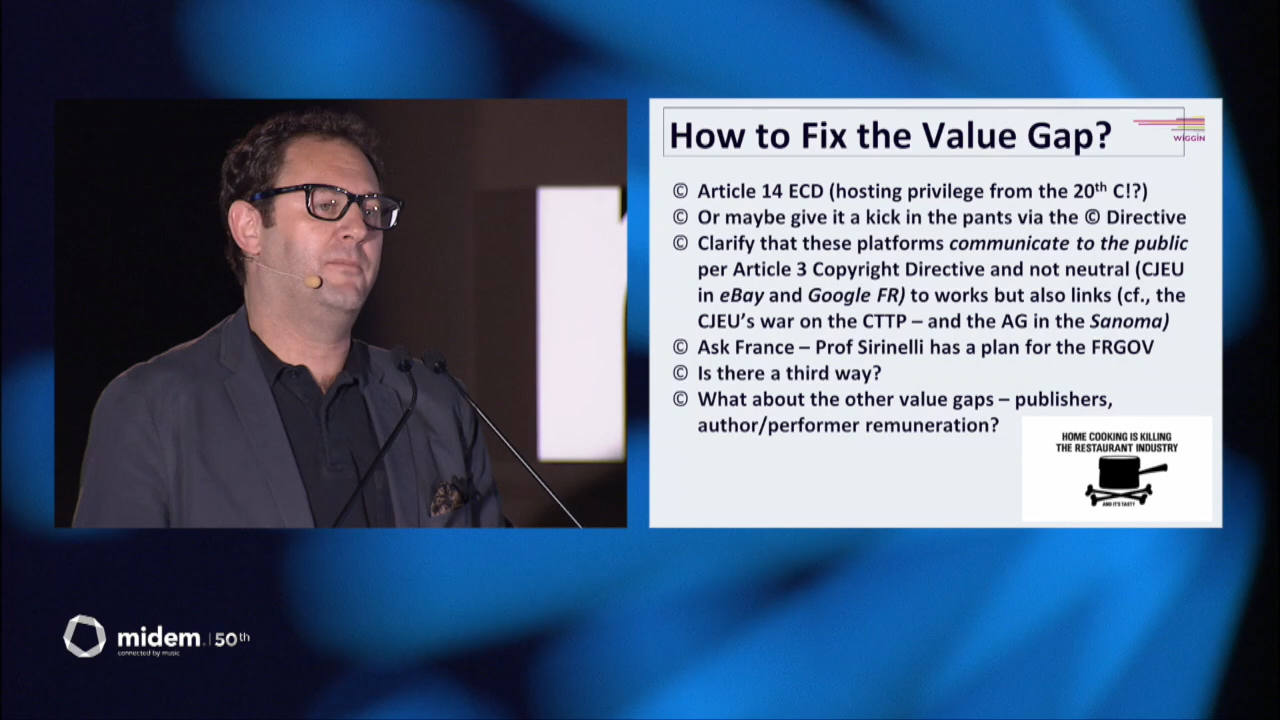 How to Fix the Value Gap?
WIGGIN
© Article 14 ECD (hosting privilege from the 20th C!?)
© Or maybe give it a kick in the pants via the © Directive
© Clarify that these platforms communicate to the public
per Article 3 Copyright Directive and not neutral (CJEU
in eBay and Google FR) to works but also links (cf., the
CJEU's war on the CTTP – and the AG in the Sanoma)
© Ask France – Prof Sirinelli has a plan for the FRGOV
© Is there a third way?
© What about the other value gaps – publishers,
author/performer remuneration?
HOME COOKING IS KILLING
THE RESTAURANT INDUSTRY
AND IT'S TASTY
midem. | 50th
connected by music